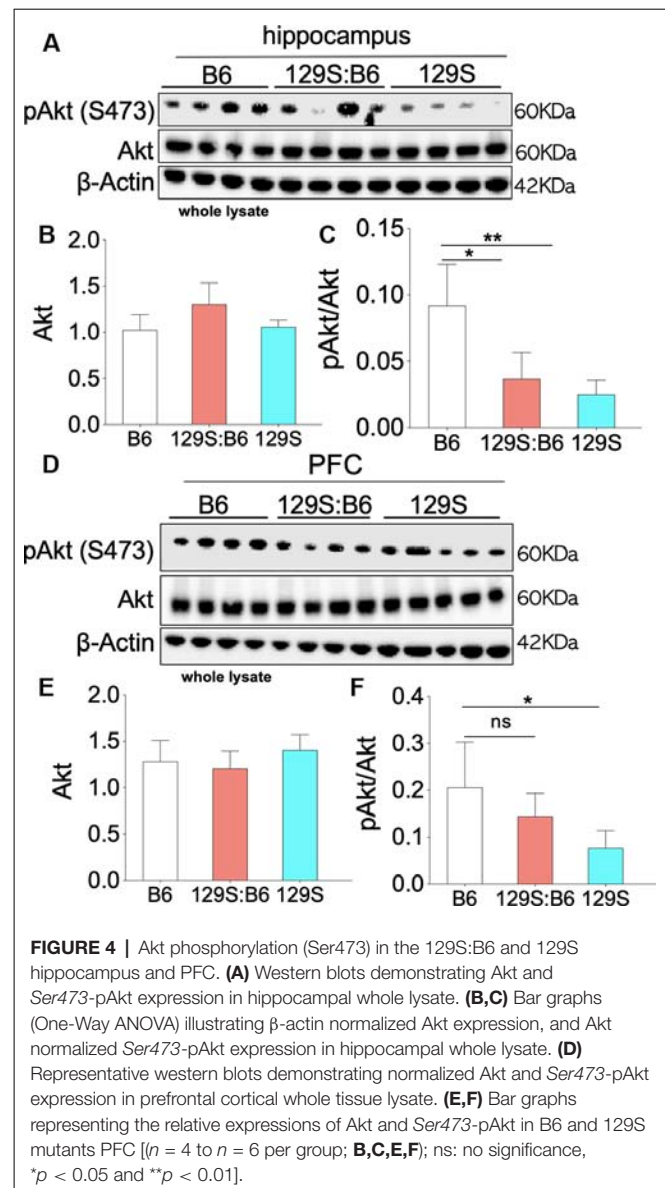 A
hippocampus
B6 129S:B6 129S
pAkt (S473) 60KDa
Akt 60KDa
β-Actin 42KDa
whole lysate
B
2.0
1.5
1.0
0.5
0.0
Akt
B6 129S:B6 129S
C
0.15
0.10
0.05
0.00
pAkt/Akt
**
*
B6 129S:B6 129S
D
PFC
B6 129S:B6 129S
pAkt (S473) 60KDa
Akt 60KDa
β-Actin 42KDa
whole lysate
E
2.0
1.5
1.0
0.5
0.0
Akt
B6 129S:B6 129S
F
0.4
0.3
0.2
0.1
0.0
pAkt/Akt
*
ns
B6 129S:B6 129S
FIGURE 4 | Akt phosphorylation (Ser473) in the 129S:B6 and 129S
hippocampus and PFC. (A) Western blots demonstrating Akt and
Ser473-pAkt expression in hippocampal whole lysate. (B,C) Bar graphs
(One-Way ANOVA) illustrating β-actin normalized Akt expression, and Akt
normalized Ser473-pAkt expression in hippocampal whole lysate. (D)
Representative western blots demonstrating normalized Akt and Ser473-pAkt
expression in prefrontal cortical whole tissue lysate. (E,F) Bar graphs
representing the relative expressions of Akt and Ser473-pAkt in B6 and 129S
mutants PFC [(n = 4 to n = 6 per group; B,C,E,F); ns: no significance,
*p < 0.05 and **p < 0.01].